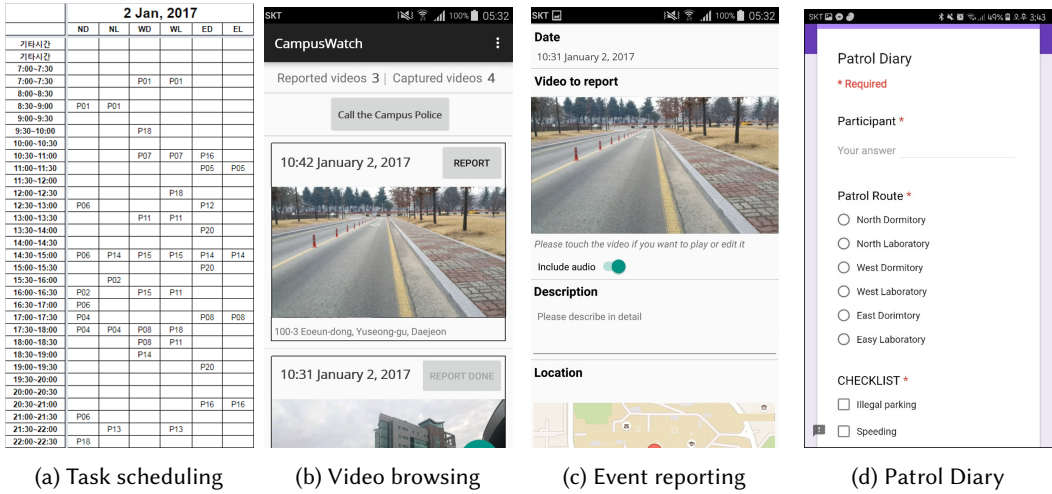 2 Jan, 2017
ND NL WD WL ED EL
기타시간
기타시간
7:00~7:30
7:00~7:30 P01 P01
8:00~8:30
8:30~9:00 P01 P01
9:00~9:30
9:30~10:00 P18
10:00~10:30
10:30~11:00 P07 P07 P16
11:00~11:30 P05 P05
11:30~12:00
12:00~12:30 P18
12:30~13:00 P06 P12
13:00~13:30 P11 P11
13:30~14:00 P20
14:00~14:30
14:30~15:00 P06 P14 P15 P15 P14 P14
15:00~15:30 P20
15:30~16:00 P02
16:00~16:30 P02 P15 P11
16:30~17:00 P06
17:00~17:30 P04 P08 P08
17:30~18:00 P04 P04 P08 P18
18:00~18:30 P08 P11
18:30~19:00 P14
19:00~19:30 P20
19:30~20:00
20:00~20:30
20:30~21:00 P16 P16
21:00~21:30 P06
21:30~22:00 P13 P13
22:00~22:30 P18
(a) Task scheduling
SKT 100% 05:32
CampusWatch
Reported videos 3 | Captured videos 4
Call the Campus Police
10:42 January 2, 2017 REPORT
100-3 Eoeun-dong, Yuseong-gu, Daejeon
10:31 January 2, 2017 REPORT DONE
(b) Video browsing
SKT 100% 05:32
Date
10:31 January 2, 2017
Video to report
Please touch the video if you want to play or edit it
Include audio
Description
Please describe in detail
Location
(c) Event reporting
SKT 49% 오후 3:43
Patrol Diary
* Required
Participant *
Your answer
Patrol Route *
North Dormitory
North Laboratory
West Dormitory
West Laboratory
East Dorimtory
Easy Laboratory
CHECKLIST *
Illegal parking
Speeding
(d) Patrol Diary